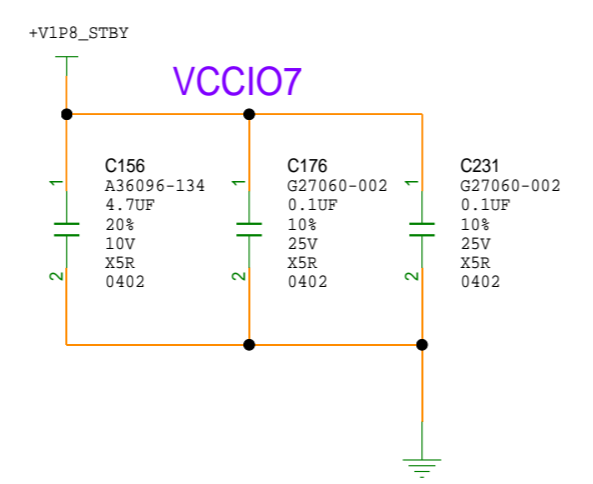 +V1P8_STBY
VCCIO7
1
C156
A36096-134
4.7UF
20%
10V
X5R
0402
2
1
C176
G27060-002
0.1UF
10%
25V
X5R
0402
2
1
C231
G27060-002
0.1UF
10%
25V
X5R
0402
2